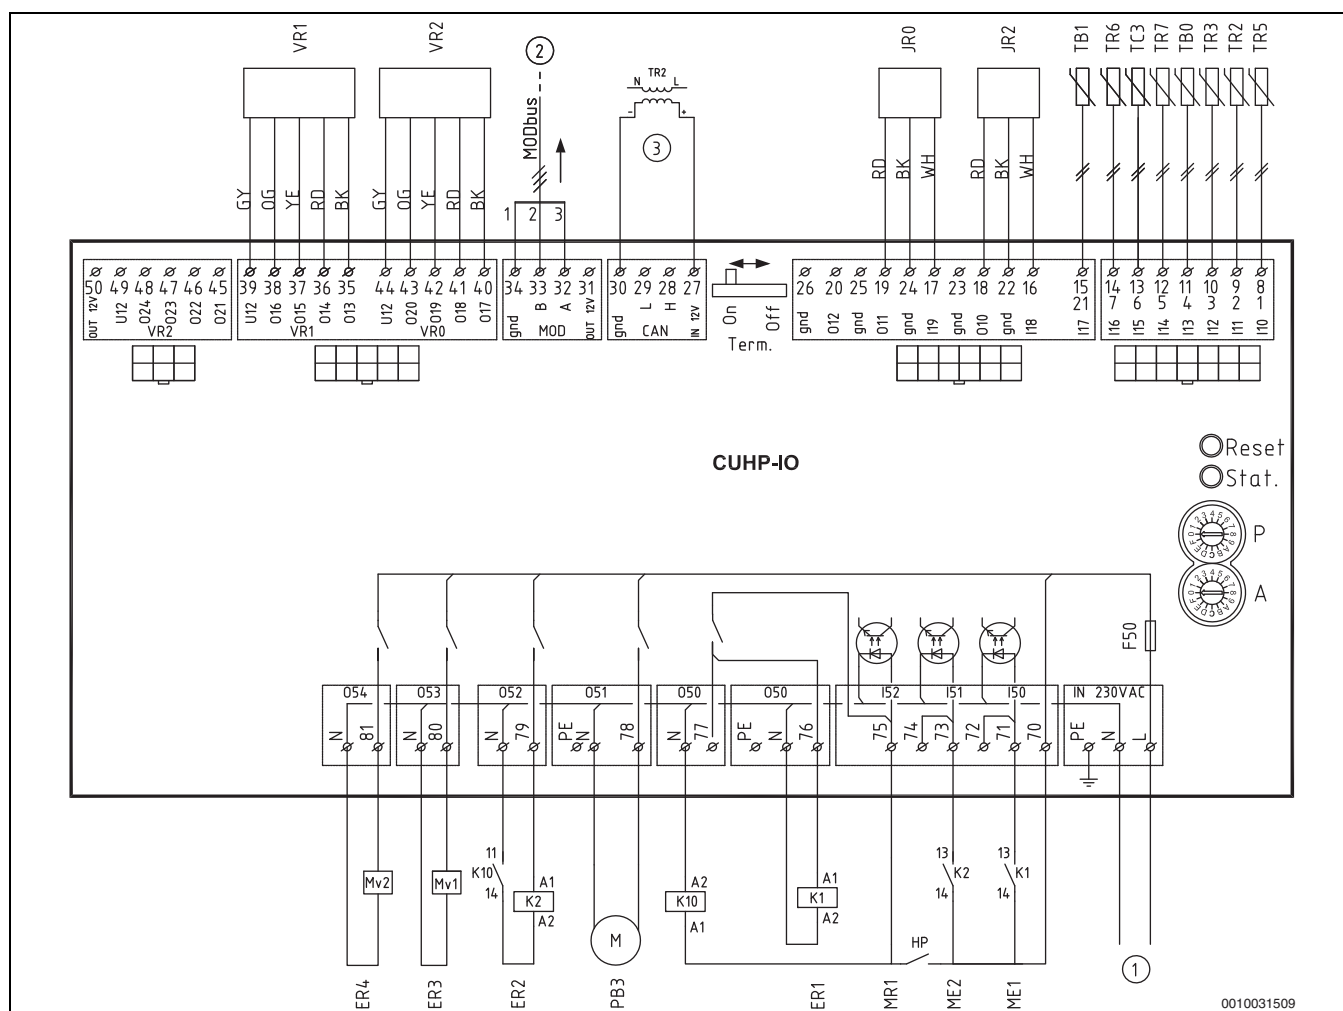 VR1 VR2 2 TR2 JR0 JR2 TB1 TR6 TC3 TR7 TB0 TR3 TR2 TR5
N L
- +
MODbus
3
GY OG YE RD BK GY OG YE RD BK
1 2 3
RD BK WH RD BK WH
50 49 48 47 46 45 39 38 37 36 35 44 43 42 41 40 34 33 32 31 30 29 28 27 26 20 25 19 24 17 23 18 22 16 15 14 13 12 11 10 9 8
21 7 6 5 4 3 2 1
OUT 12V U12 O24 O23 O22 O21 U12 O16 O15 O14 O13 U12 O20 O19 O18 O17 gnd B A OUT 12V gnd L H IN 12V gnd O12 gnd O11 gnd I19 gnd O10 gnd I18 I17 I16 I15 I14 I13 I12 I11 I10
VR2 VR1 VR0 MOD CAN
On Off
Term.
CUHP-IO
Reset
Stat.
P
A
F50
O54 O53 O52 O51 O50 O50 I52 I51 I50 IN 230VAC
N 81 N 80 N 79 PE N 78 N 77 PE N 76 75 74 73 72 71 70 PE N L
11 K10 14
13 K2 14
13 K1 14
Mv2 Mv1
A1 K2 A2
A2 K10 A1
A1 K1 A2
M
HP
1
ER4 ER3 ER2 PB3 ER1 MR1 ME2 ME1
0010031509